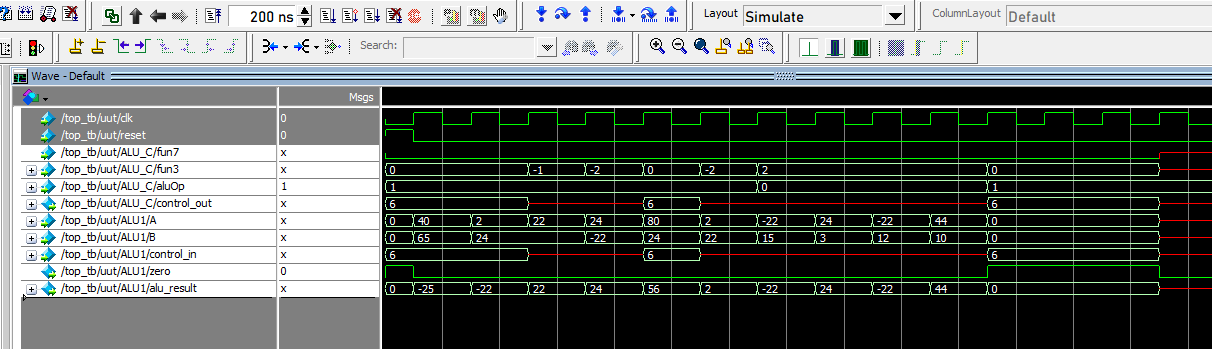 200 ns
Layout Simulate
ColumnLayout Default
Search:
Wave - Default
Msgs
/top_tb/uut/clk 0
/top_tb/uut/reset 0
/top_tb/uut/ALU_C/fun7 x
/top_tb/uut/ALU_C/fun3 x 0 -1 -2 0 -2 2 0
/top_tb/uut/ALU_C/aluOp 1 1 0 1
/top_tb/uut/ALU_C/control_out x 6 6 6
/top_tb/uut/ALU1/A x 0 40 2 22 24 80 2 -22 24 -22 44 0
/top_tb/uut/ALU1/B x 0 65 24 -22 24 22 15 3 12 10 0
/top_tb/uut/ALU1/control_in x 6 6 6
/top_tb/uut/ALU1/zero 0
/top_tb/uut/ALU1/alu_result x 0 -25 -22 22 24 56 2 -22 24 -22 44 0